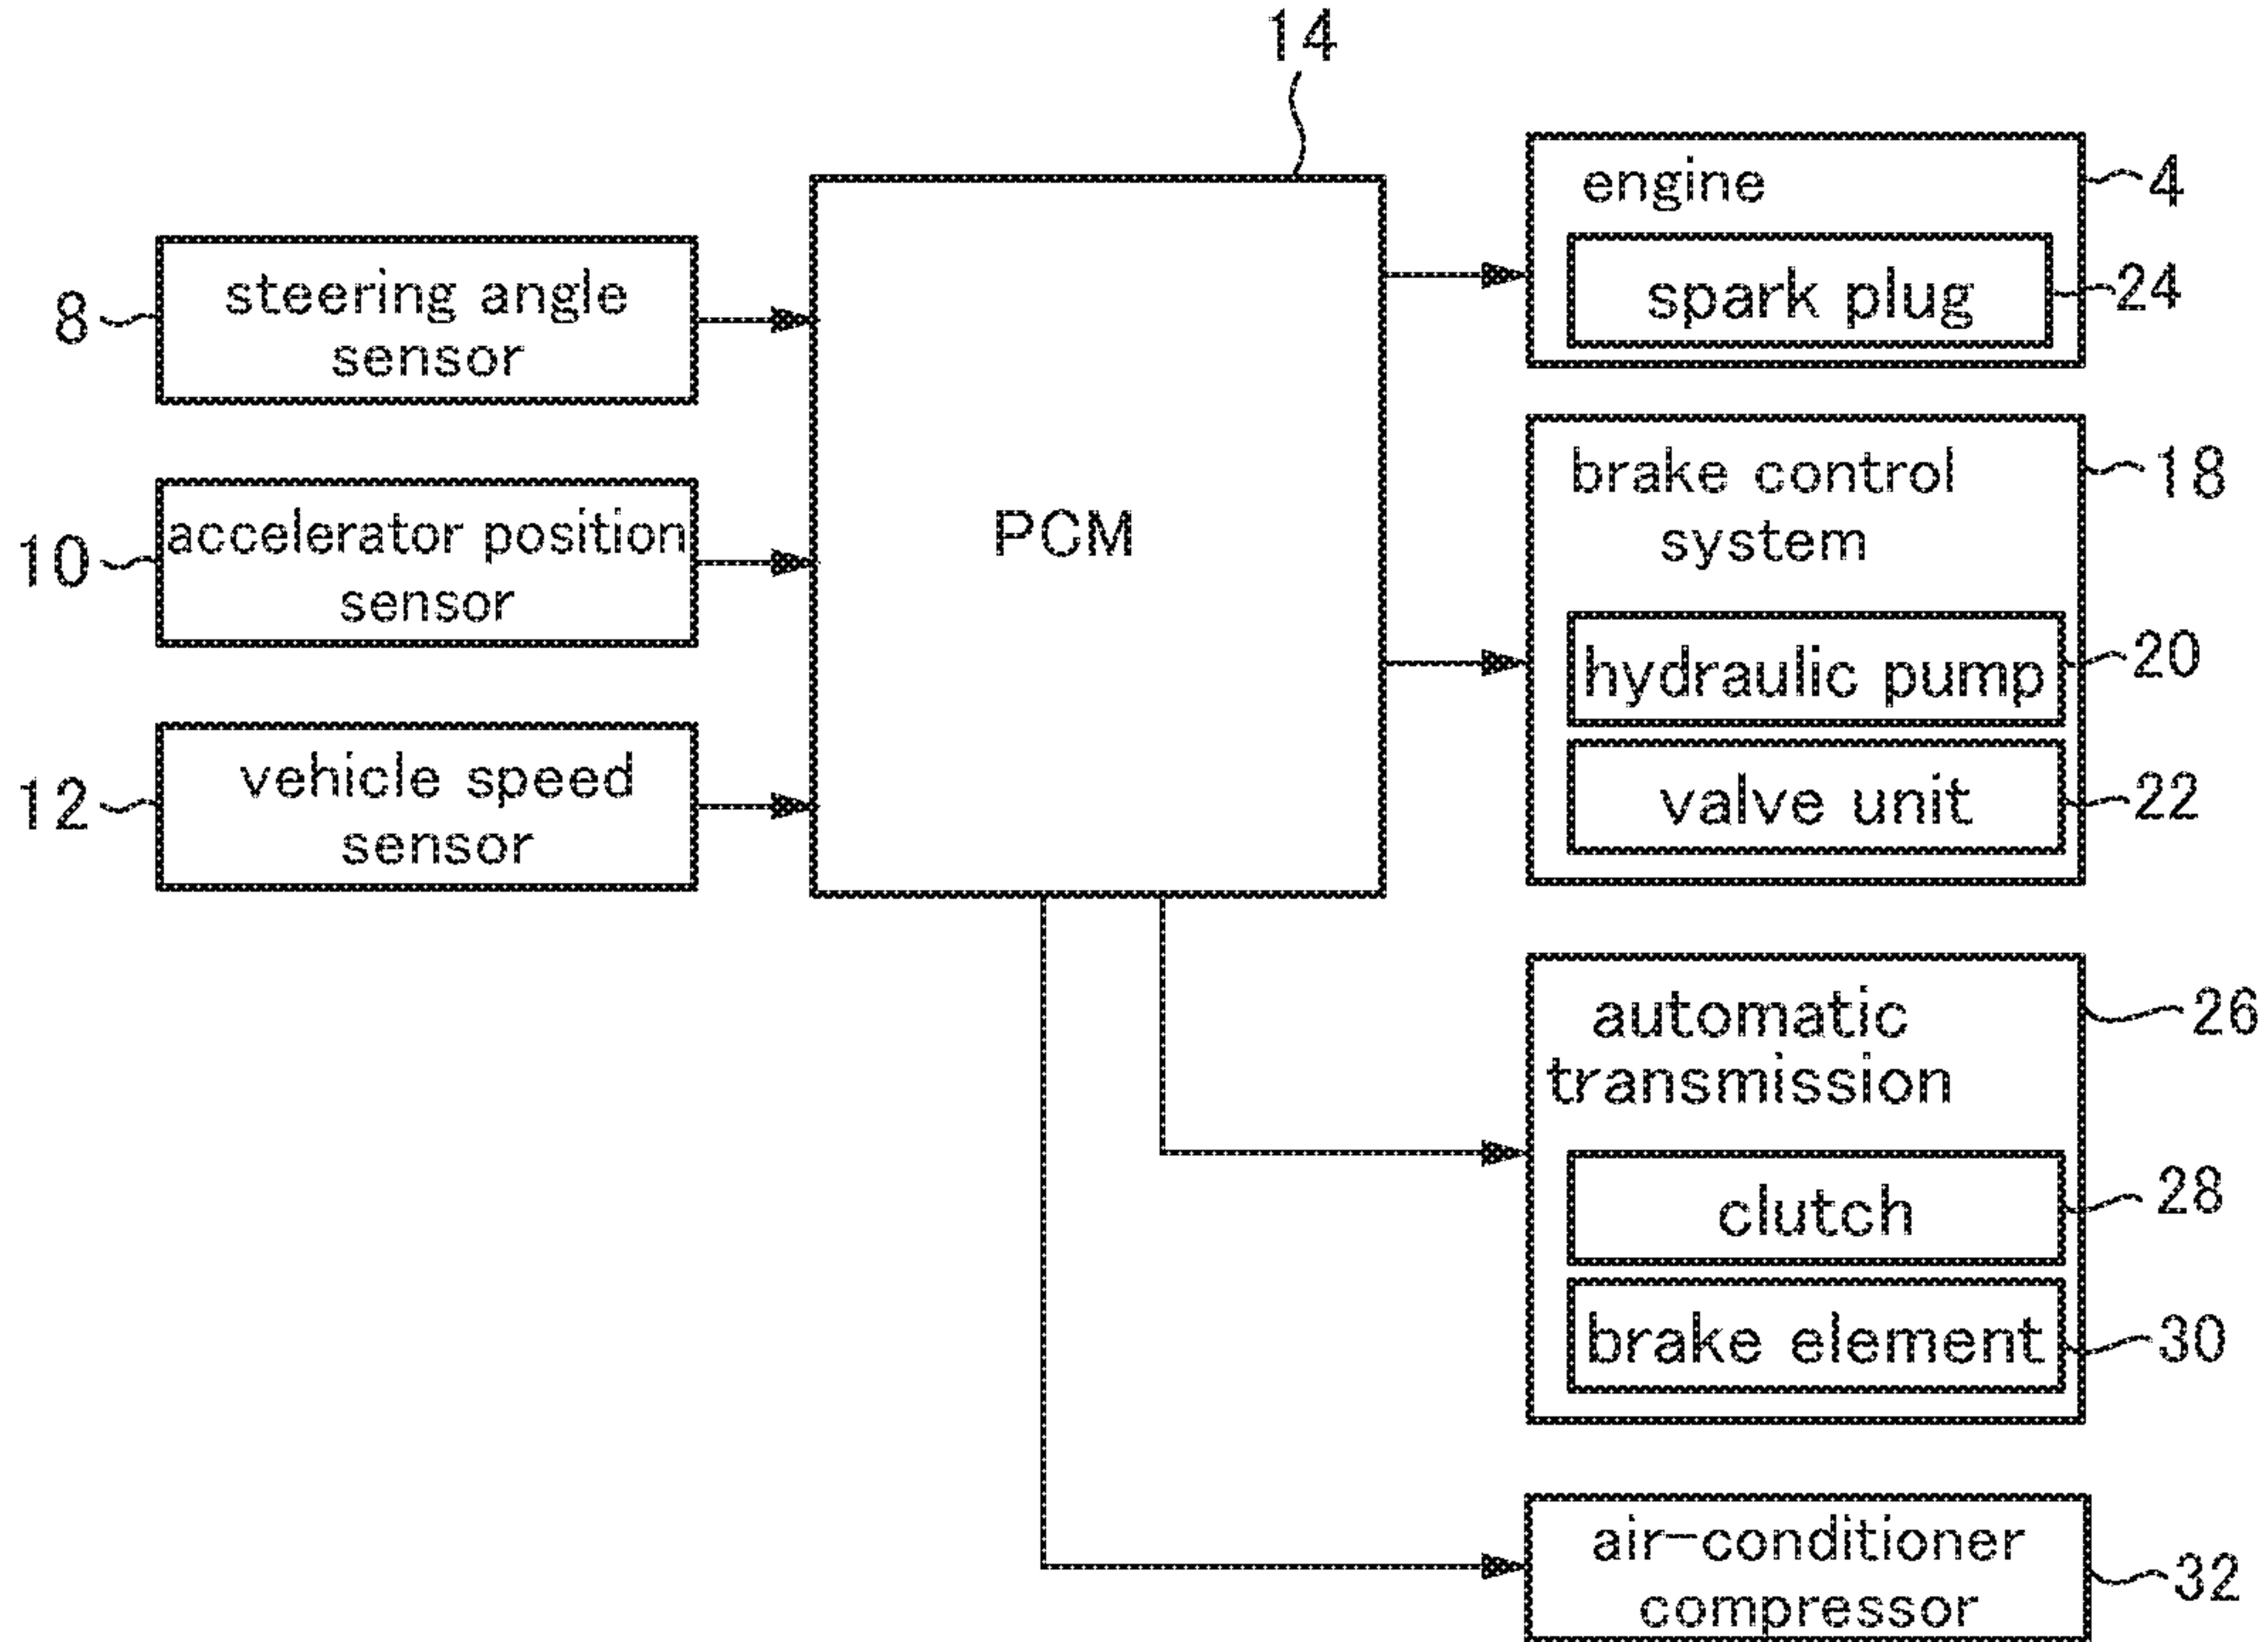 14
8
steering angle
sensor
10
accelerator position
sensor
12
vehicle speed
sensor
PCM
engine
4
spark plug
24
brake control
system
18
hydraulic pump
20
valve unit
22
automatic
transmission
26
clutch
28
brake element
30
air-conditioner
compressor
32